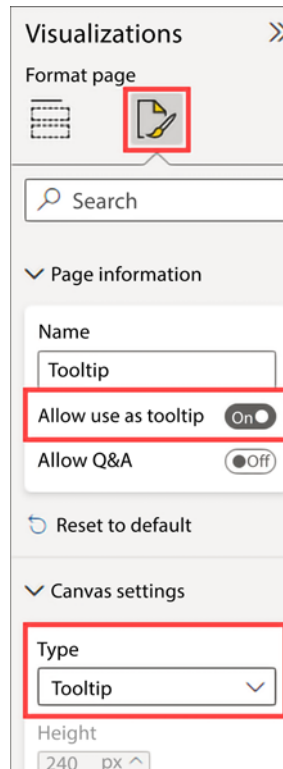 Visualizations
Format page
Search
Page information
Name
Tooltip
Allow use as tooltip On
Allow Q&A Off
Reset to default
Canvas settings
Type
Tooltip
Height
240 px